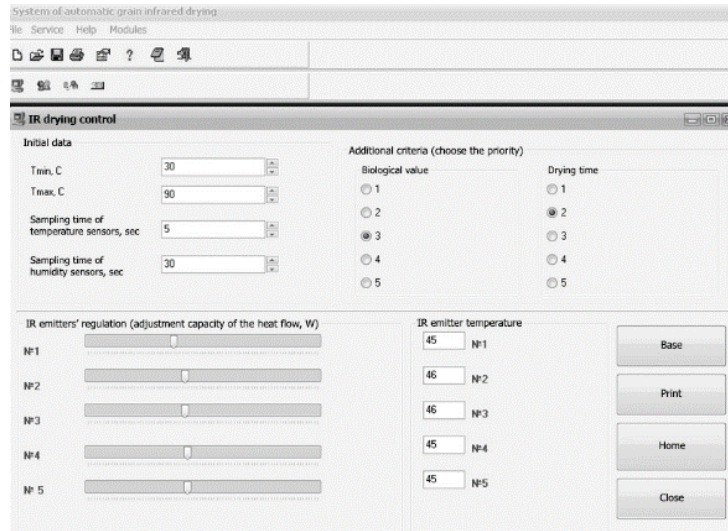 System of automatic grain infrared drying
File Service Help Modules
IR drying control
Initial data
Tmin, C 30
Tmax, C 90
Sampling time of
temperature sensors, sec 5
Sampling time of
humidity sensors, sec 30
Additional criteria (choose the priority)
Biological value
1
2
3
4
5
Drying time
1
2
3
4
5
IR emitters' regulation (adjustment capacity of the heat flow, W)
№1
№2
№3
№4
№ 5
IR emitter temperature
45 №1
46 №2
46 №3
45 №4
45 №5
Base
Print
Home
Close